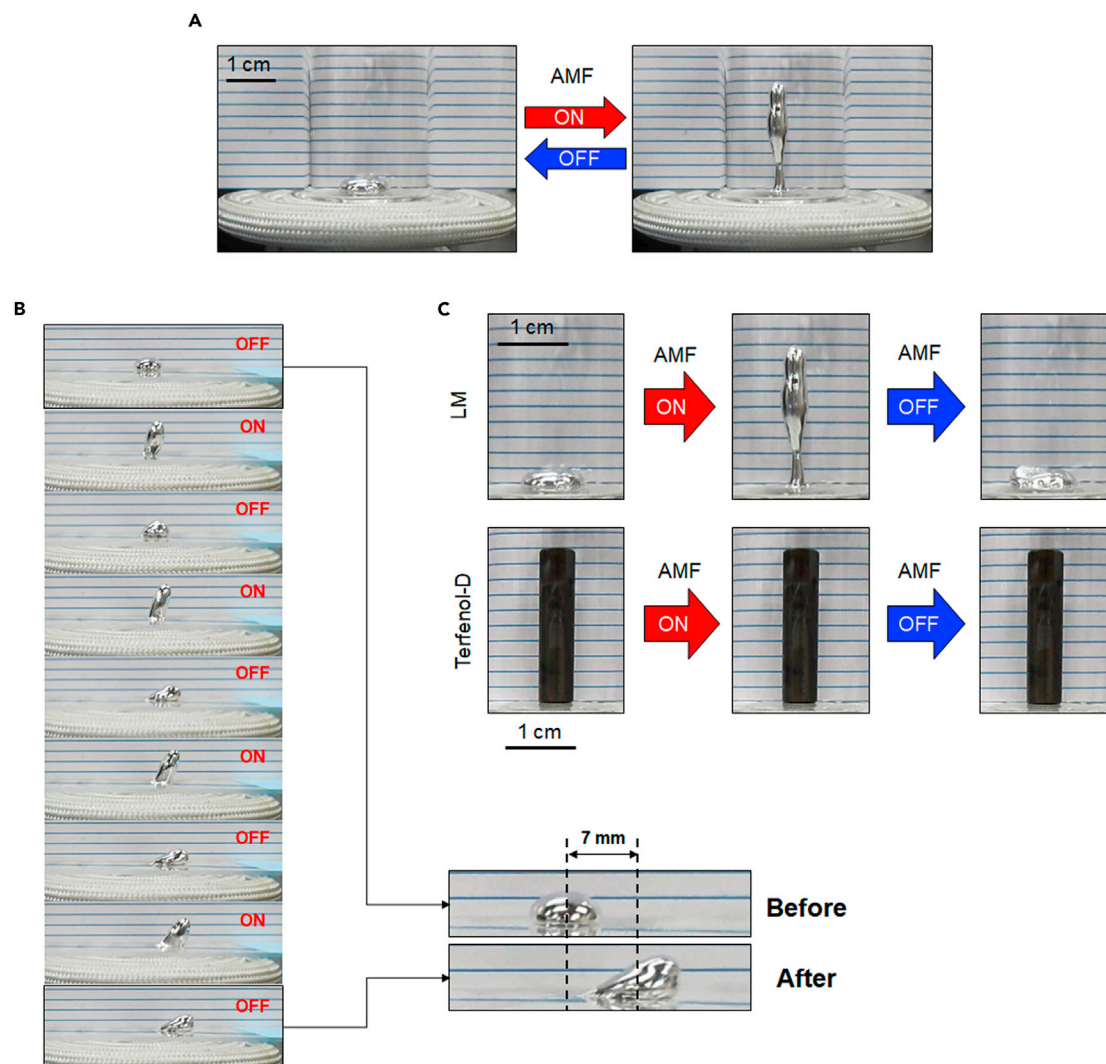 A
1 cm
AMF
ON
OFF
B
OFF
ON
OFF
ON
OFF
ON
OFF
ON
OFF
C
1 cm
LM
AMF
ON
AMF
OFF
Terfenol-D
AMF
ON
AMF
OFF
1 cm
7 mm
Before
After